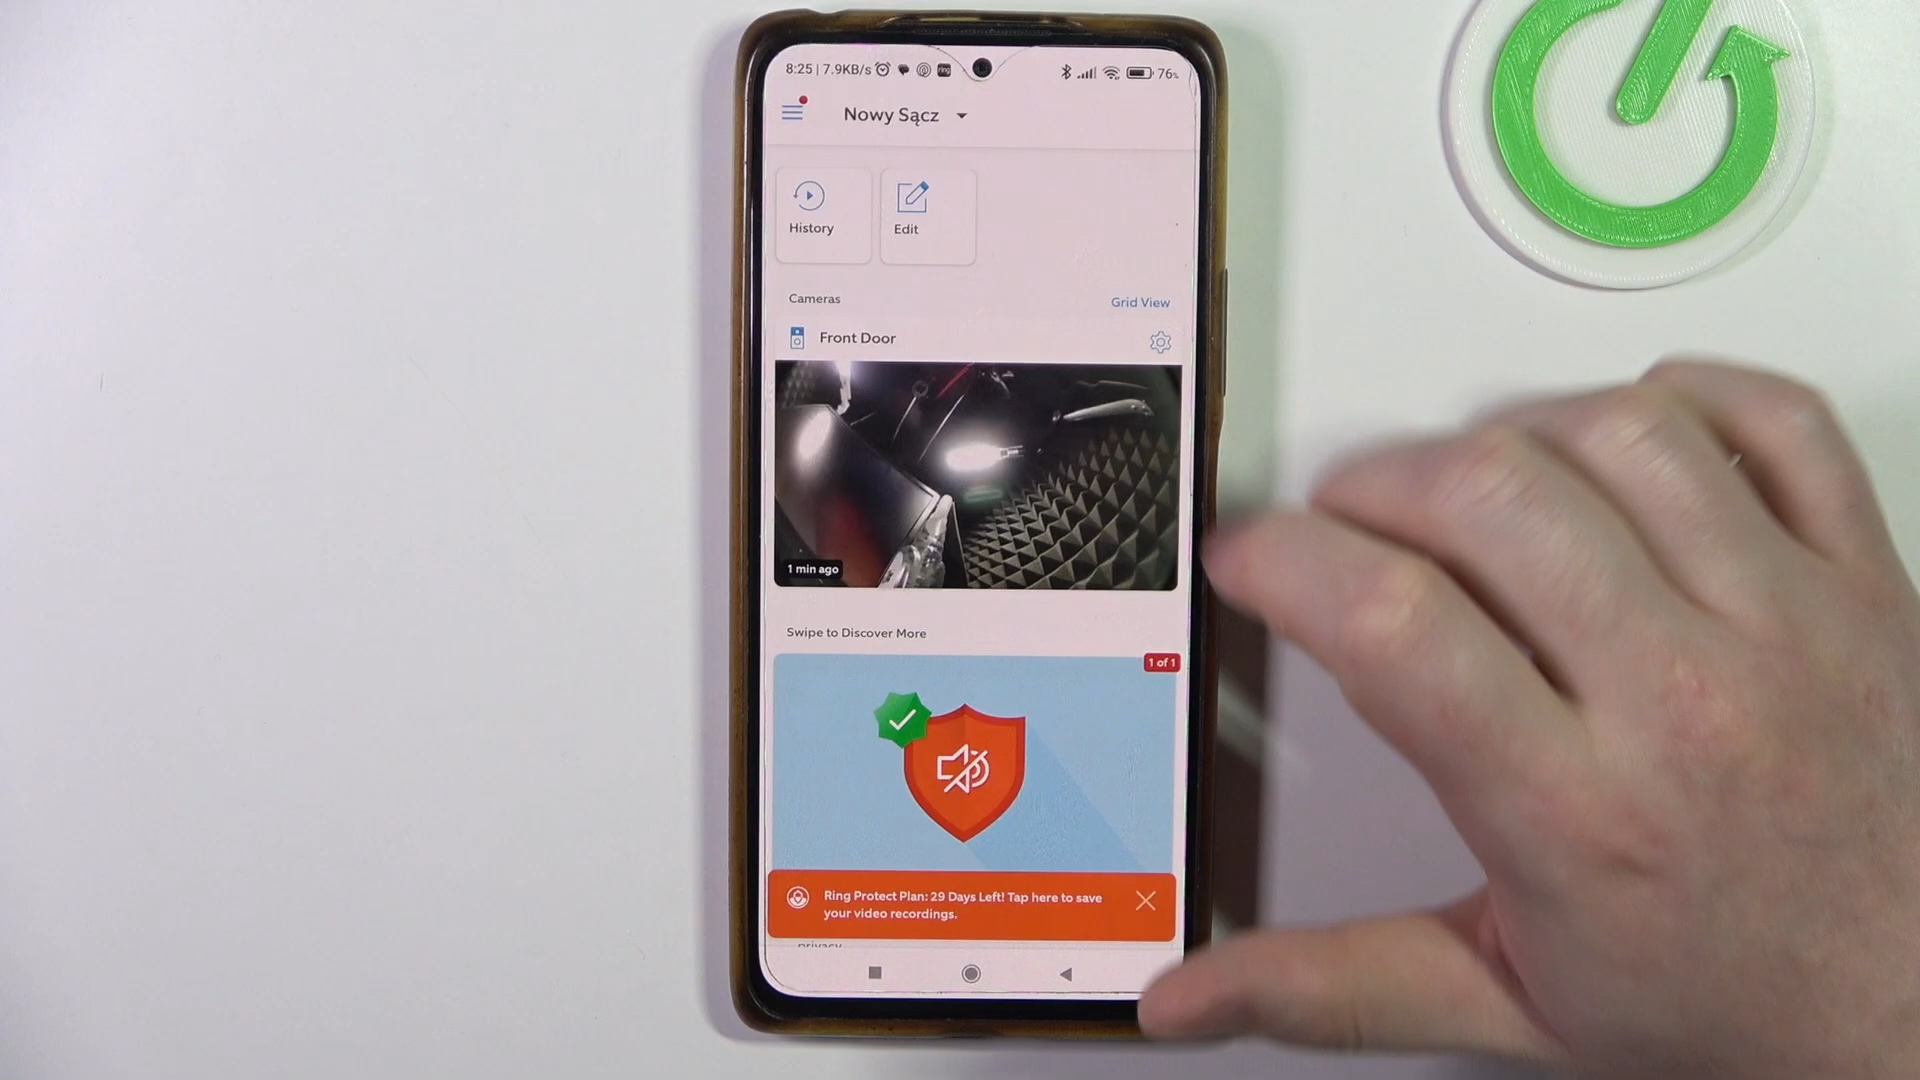 8:25 | 7.9KB/s ring 76%
Nowy Sącz
History Edit
Cameras Grid View
Front Door
1 min ago
Swipe to Discover More
1 of 1
Ring Protect Plan: 29 Days Left! Tap here to save
your video recordings.
privacy